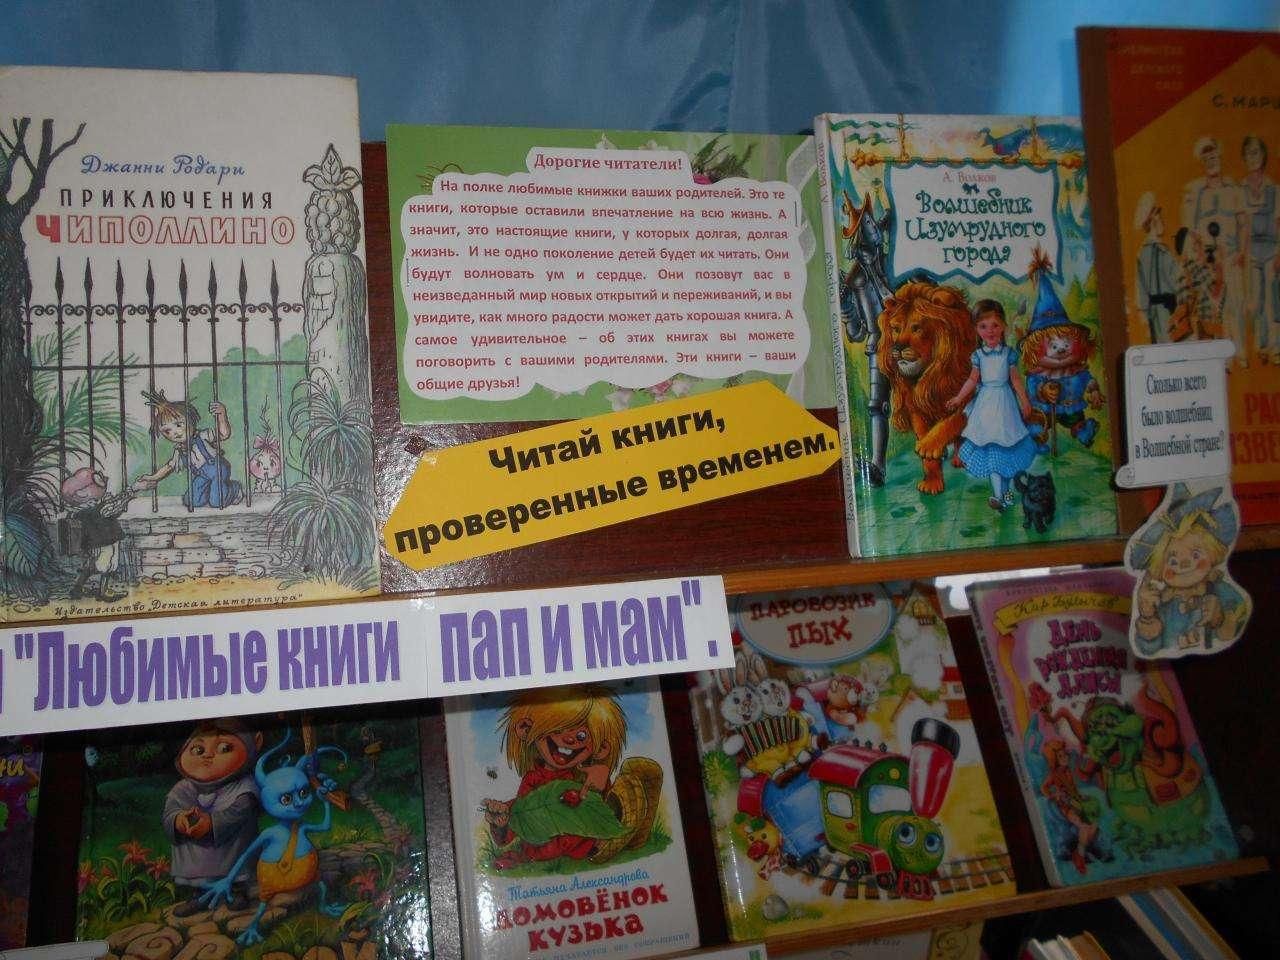 Джанни Родари
ПРИКЛЮЧЕНИЯ
ЧИПОЛЛИНО
Издательство „Детская литература"
Дорогие читатели!
На полке любимые книжки ваших родителей. Это те
книги, которые оставили впечатление на всю жизнь. А
значит, это настоящие книги, у которых долгая, долгая
жизнь. И не одно поколение детей будет их читать. Они
будут волновать ум и сердце. Они позовут вас в
неизведанный мир новых открытий и переживаний, и вы
увидите, как много радости может дать хорошая книга. А
самое удивительное – об этих книгах вы можете
поговорить с вашими родителями. Эти книги – ваши
общие друзья!
Читай книги,
проверенные временем.
А. Волков
Волшебник
Изумрудного
города
С. МАР
РАС
ИЗВЕ
Сколько всего
было волшебниц
в Волшебной стране?
"Любимые книги пап и мам".
Татьяна Александрова
ДОМОВЁНОК
КУЗЬКА
ПАРОВОЗИК
ПЫХ
Кир Булычев
ДЕНЬ
РОЖДЕНИЯ
АЛИСЫ